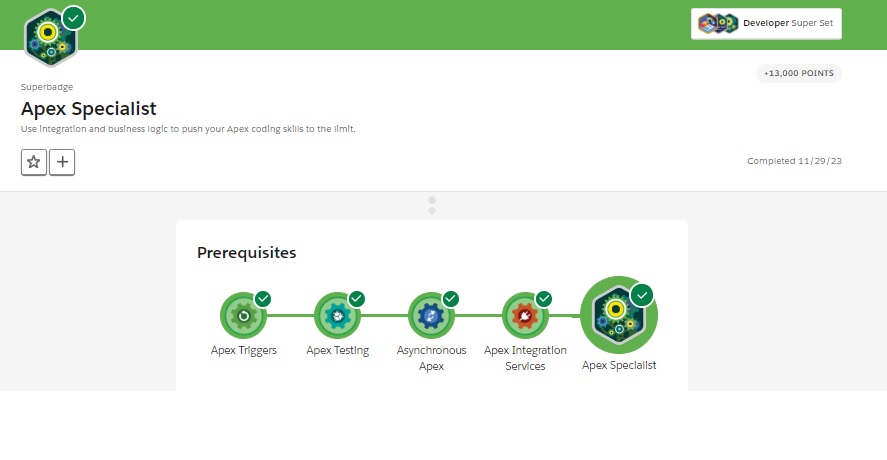 Developer Super Set
+13,000 POINTS
Superbadge
Apex Specialist
Use integration and business logic to push your Apex coding skills to the limit.
Completed 11/29/23
Prerequisites
Apex Triggers
Apex Testing
Asynchronous
Apex
Apex Integration
Services
Apex Specialist